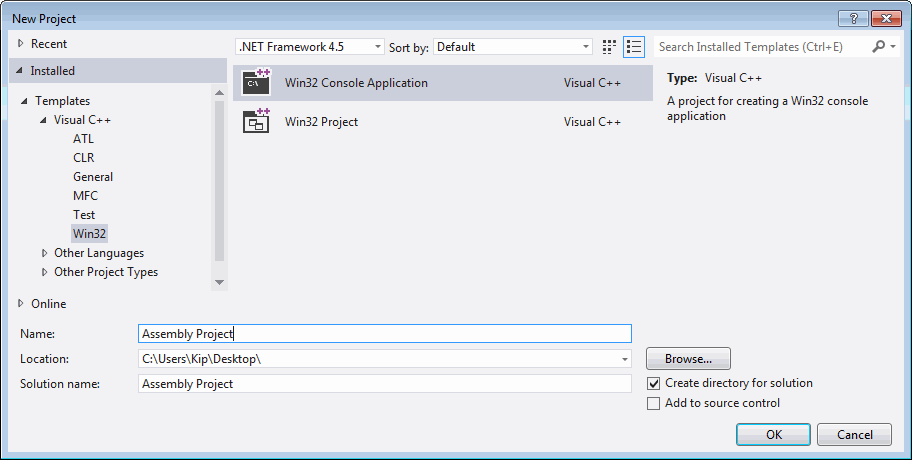 New Project
Recent
.NET Framework 4.5
Sort by:
Default
Search Installed Templates (Ctrl+E)
Installed
Templates
Visual C++
ATL
CLR
General
MFC
Test
Win32
Other Languages
Other Project Types
Online
C:\
Win32 Console Application
Visual C++
Win32 Project
Visual C++
Type: Visual C++
A project for creating a Win32 console
application
Name:
Assembly Project
Location:
C:\Users\Kip\Desktop\
Browse...
Solution name:
Assembly Project
Create directory for solution
Add to source control
OK
Cancel